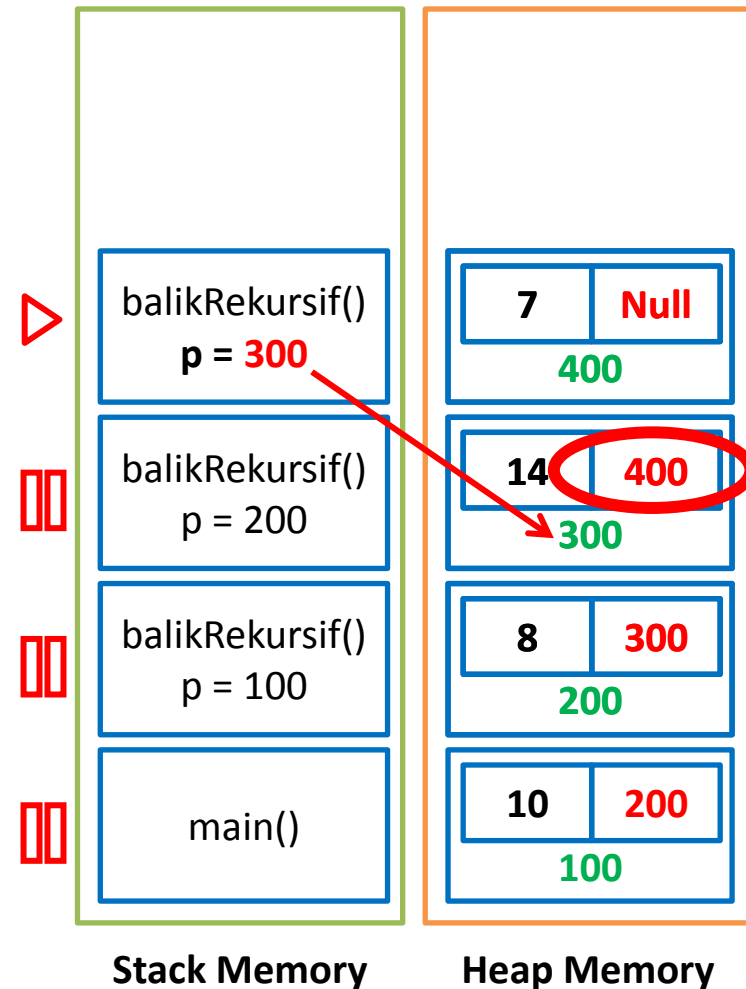 balikRekursif()
p = 300
balikRekursif()
p = 200
balikRekursif()
p = 100
main()
Stack Memory
7 Null
400
14 400
300
8 300
200
10 200
100
Heap Memory